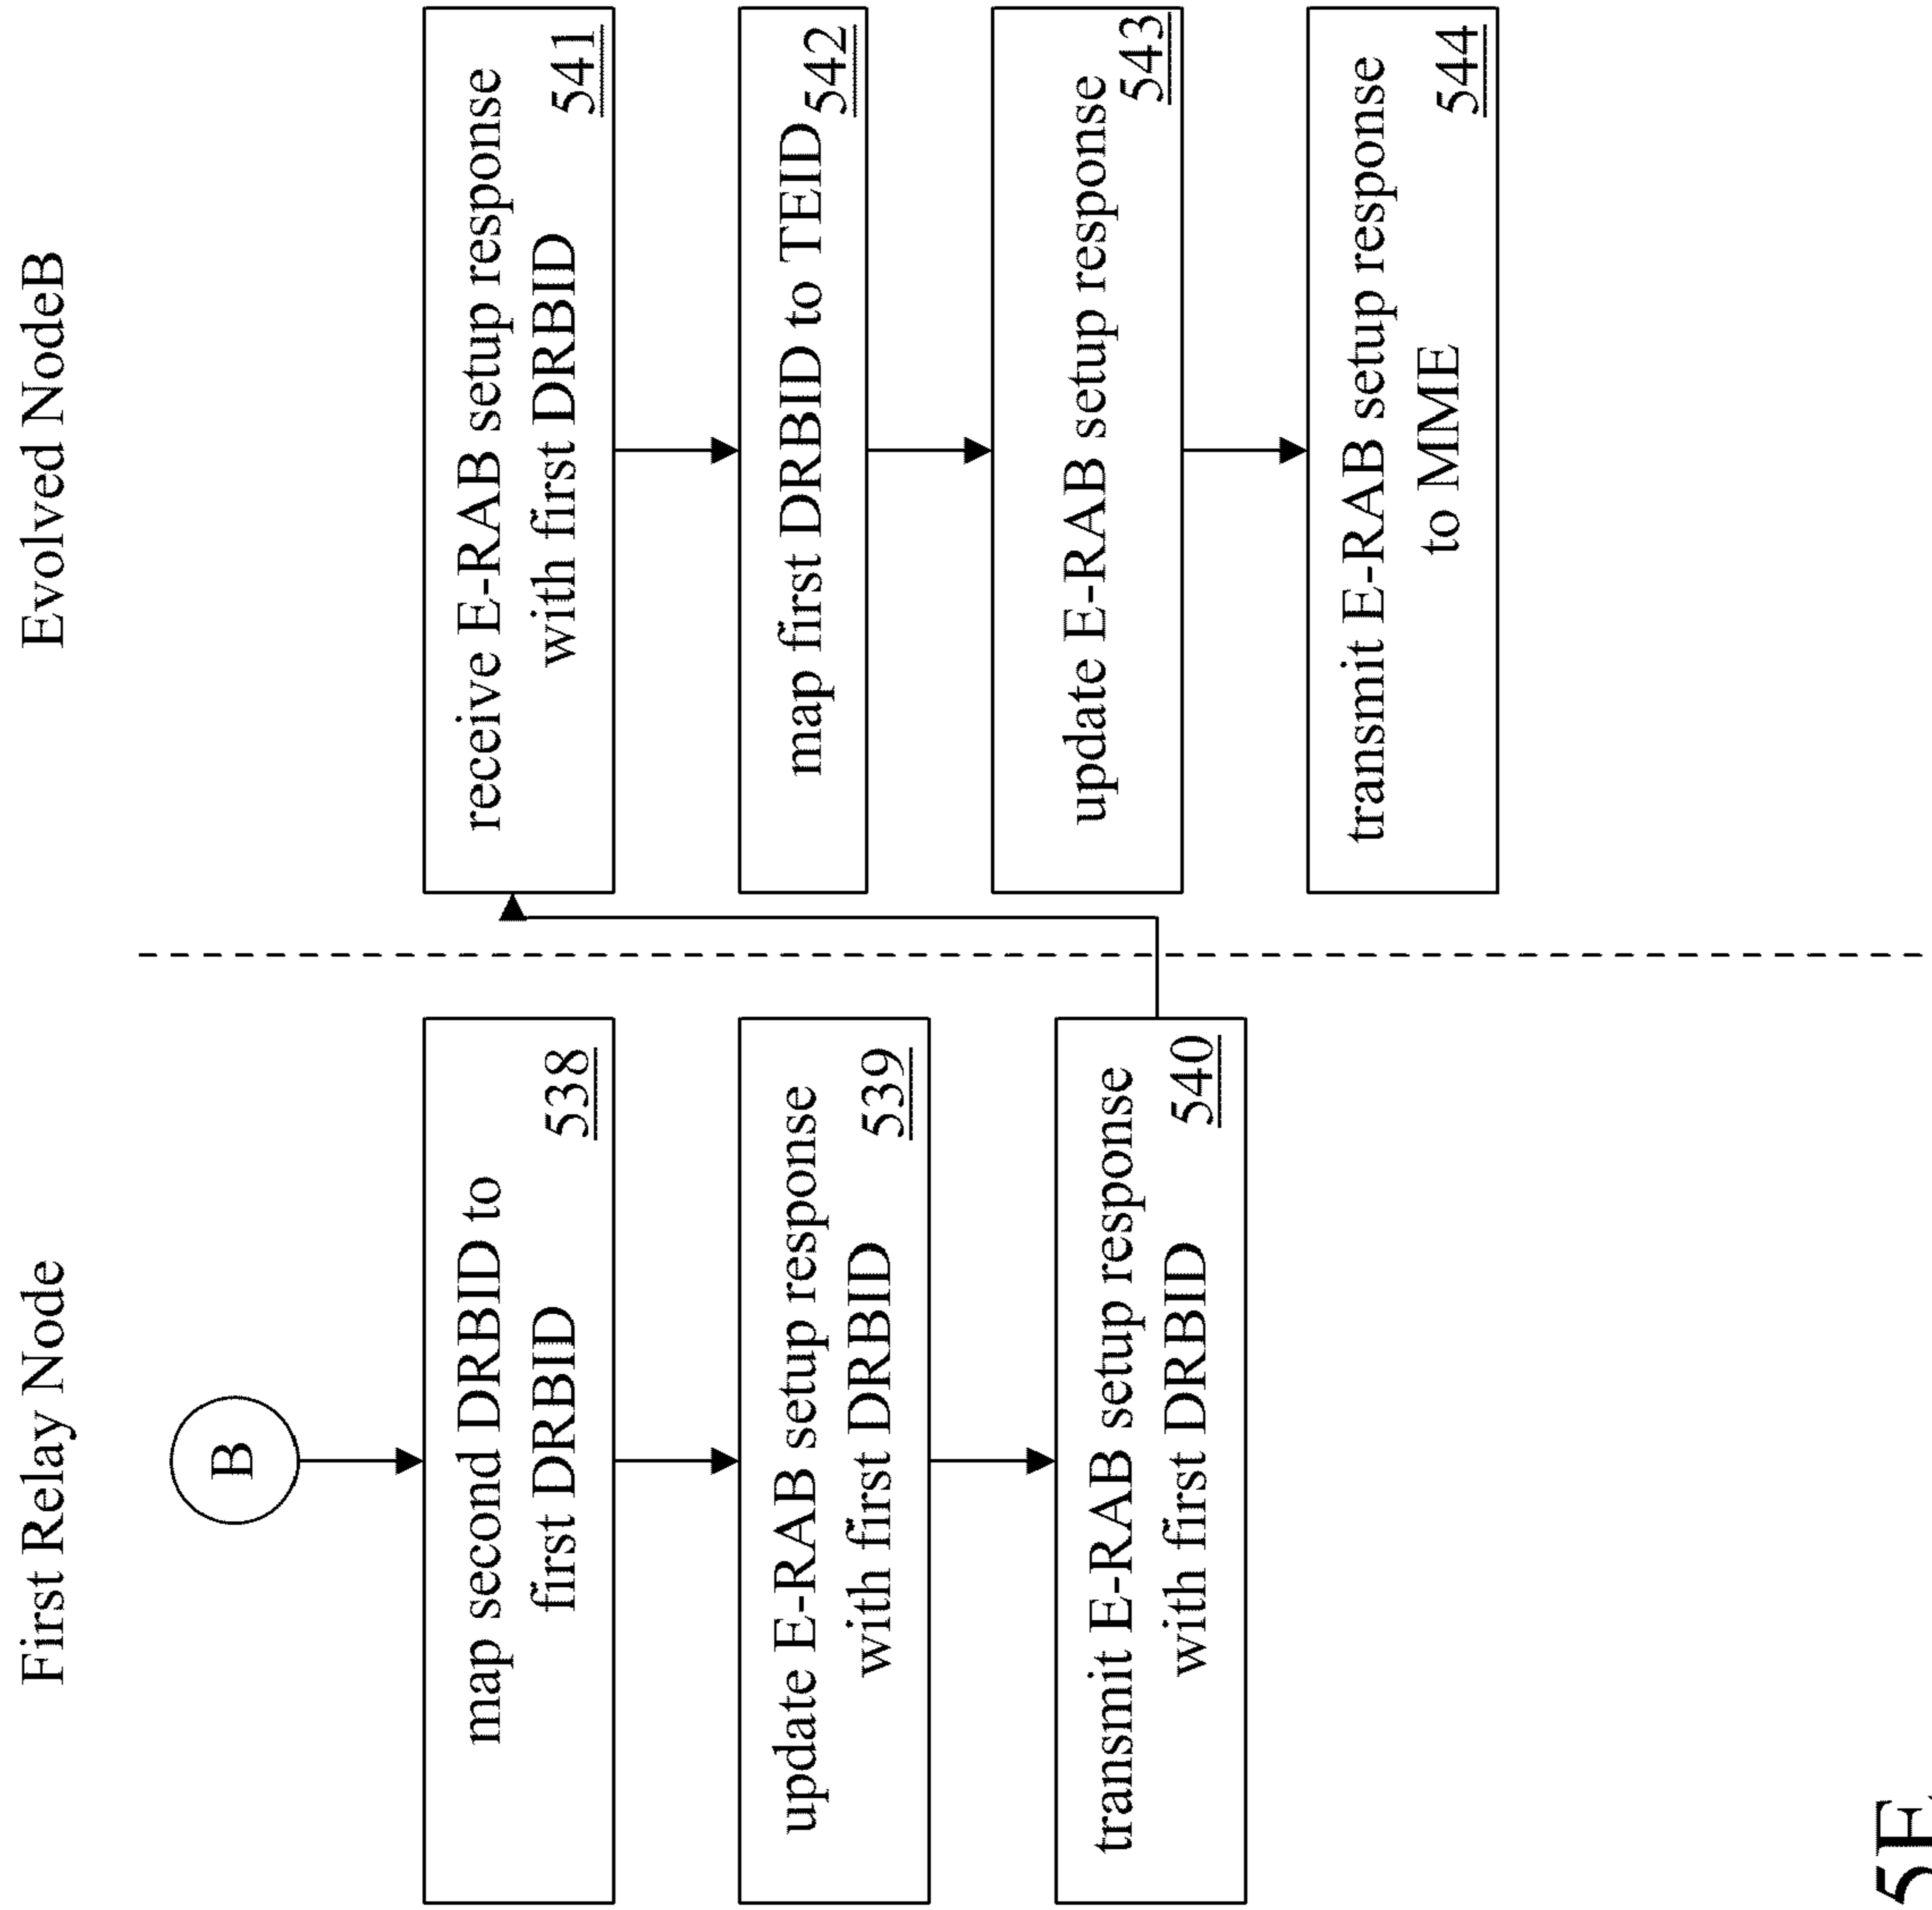 First Relay Node
B
map second DRBID to
first DRBID
538
update E-RAB setup response
with first DRBID
539
transmit E-RAB setup response
with first DRBID
540
Evolved NodeB
receive E-RAB setup response
with first DRBID
541
map first DRBID to TEID
542
update E-RAB setup response
543
transmit E-RAB setup response
to MME
544